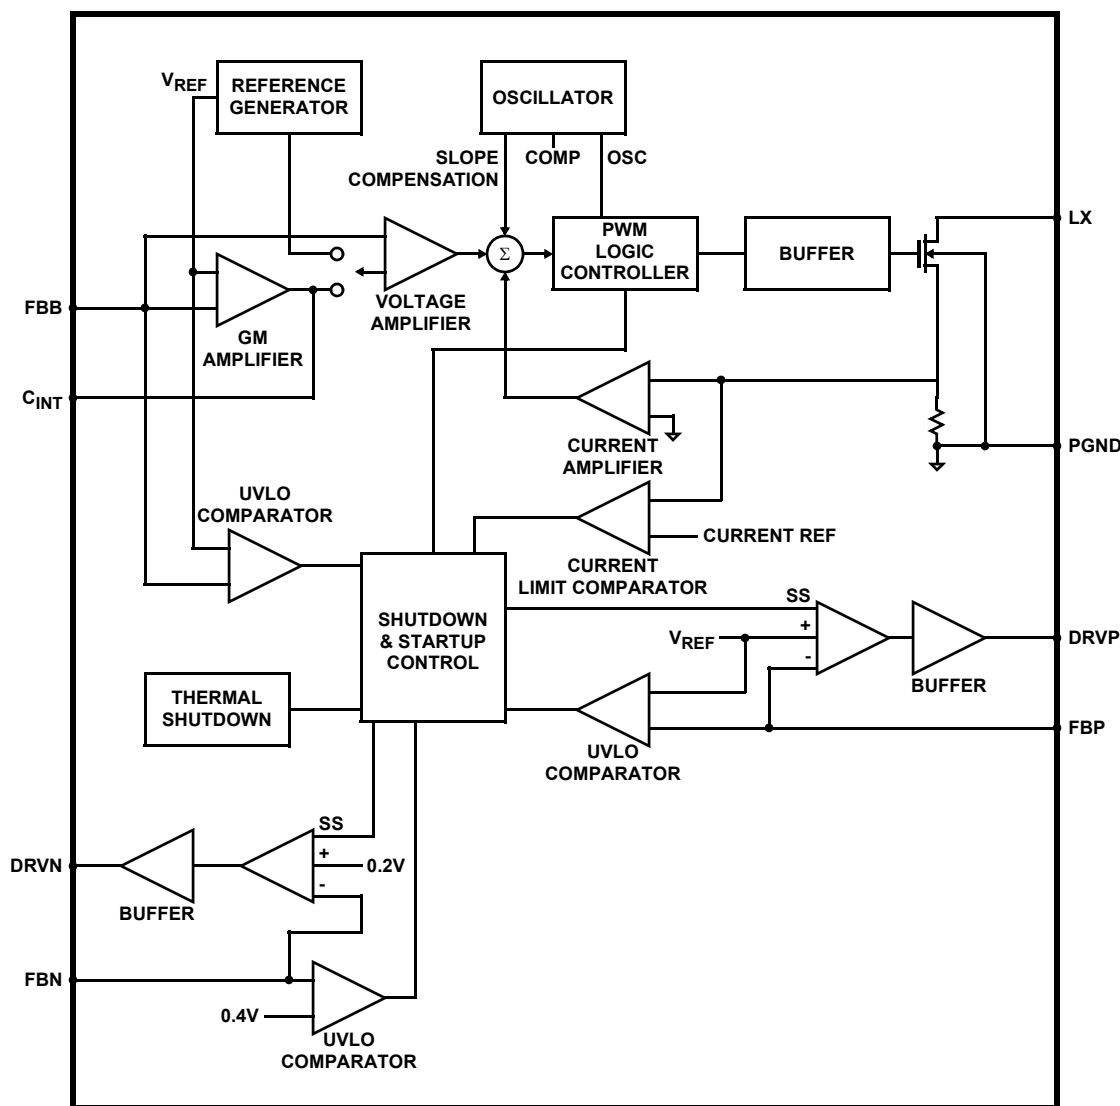 VREF
REFERENCE
GENERATOR
OSCILLATOR
SLOPE
COMPENSATION
COMP
OSC
LX
PWM
LOGIC
CONTROLLER
BUFFER
Σ
FBB
GM
AMPLIFIER
VOLTAGE
AMPLIFIER
CINT
CURRENT
AMPLIFIER
PGND
UVLO
COMPARATOR
CURRENT REF
CURRENT
LIMIT COMPARATOR
SHUTDOWN
& STARTUP
CONTROL
SS
+
-
VREF
DRVP
BUFFER
THERMAL
SHUTDOWN
FBP
UVLO
COMPARATOR
SS
+
-
0.2V
DRVN
BUFFER
FBN
0.4V
UVLO
COMPARATOR